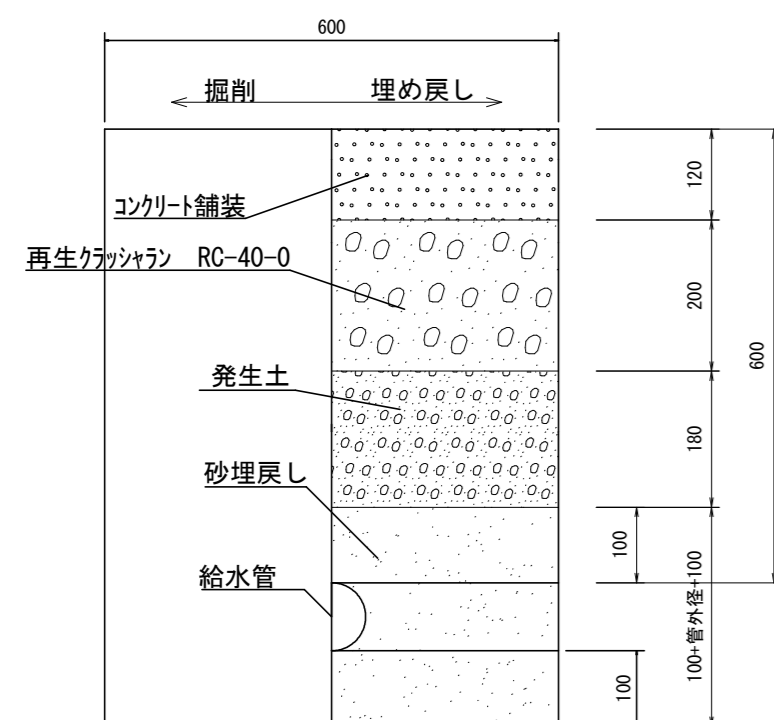 600
掘削
埋め戻し
コンクリート舗装
120
再生クラッシャラン RC-40-0
200
600
発生土
180
砂埋戻し
100
給水管
100+管外径+100
100